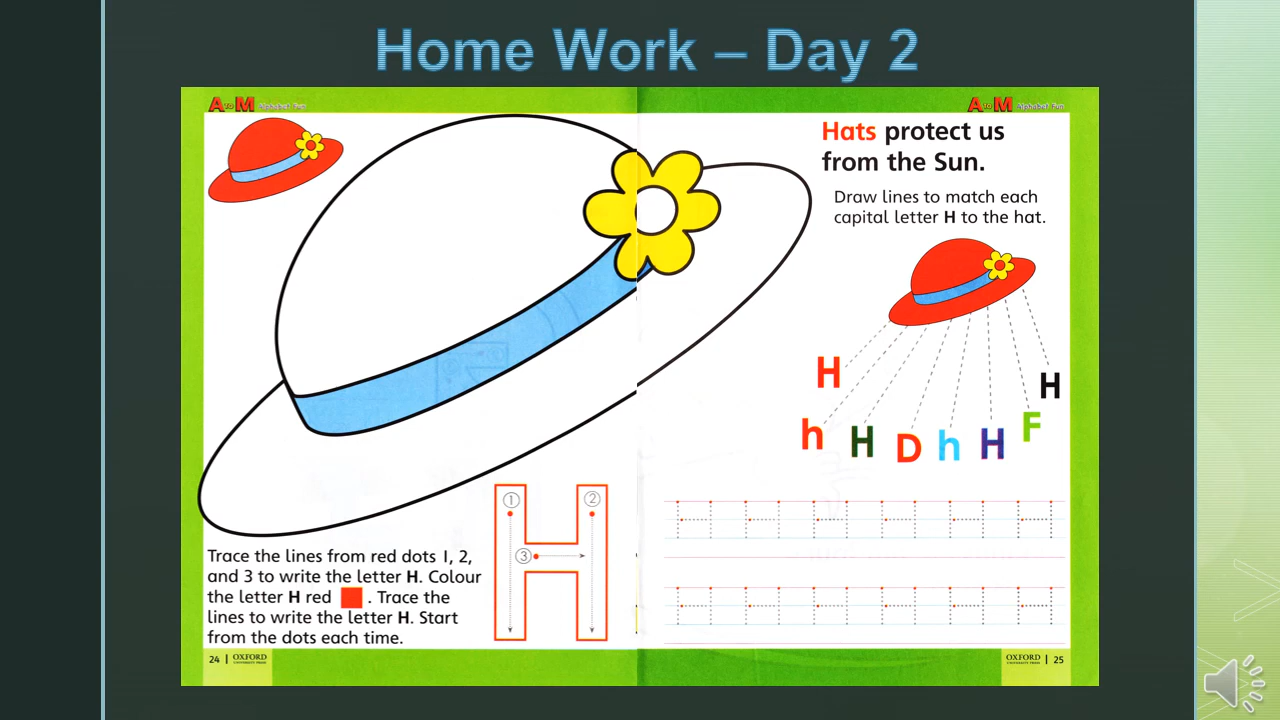 Home Work – Day 2
A to M Alphabet Fun
A to M Alphabet Fun
Hats protect us
from the Sun.
Draw lines to match each
capital letter H to the hat.
H
H
h H D h H F
1 2
3
H
Trace the lines from red dots 1, 2,
and 3 to write the letter H. Colour
the letter H red .Trace the
lines to write the letter H. Start
from the dots each time.
H H H H H H
H H H H H H
24 | OXFORD
UNIVERSITY PRESS
OXFORD | 25
UNIVERSITY PRESS